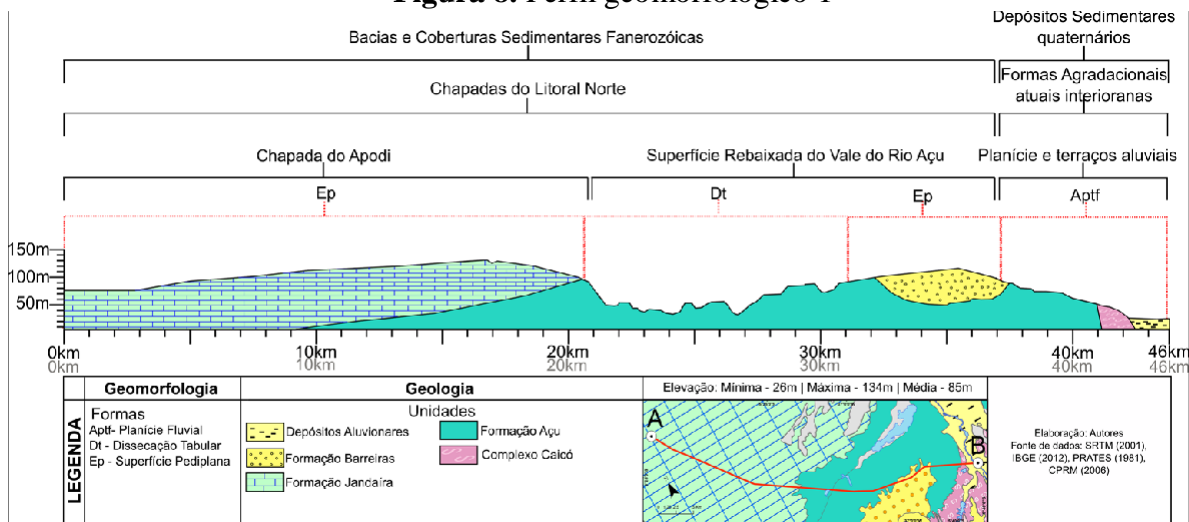 Figura 8. Perfil geomorfológico 1
Bacias e Coberturas Sedimentares Fanerozóicas
Depósitos Sedimentares
quaternários
Chapadas do Litoral Norte
Formas Agradacionais
atuais interioranas
Chapada do Apodi
Superfície Rebaixada do Vale do Rio Açu
Planície e terraços aluviais
Ep
Dt
Ep
Aptf
150m
100m
50m
0km
10km
20km
30km
40km
46km
0km
10km
20km
30km
40km
46km
LEGENDA
Geomorfologia
Formas
Aptf- Planície Fluvial
Dt - Dissecação Tabular
Ep - Superfície Pediplana
Geologia
Unidades
Depósitos Aluvionares
Formação Açu
Formação Barreiras
Complexo Caicó
Formação Jandaíra
Elevação: Mínima - 26m | Máxima - 134m | Média - 85m
A
B
Elaboração: Autores
Fonte de dados: SRTM (2001),
IBGE (2012), PRATES (1981),
CPRM (2006)